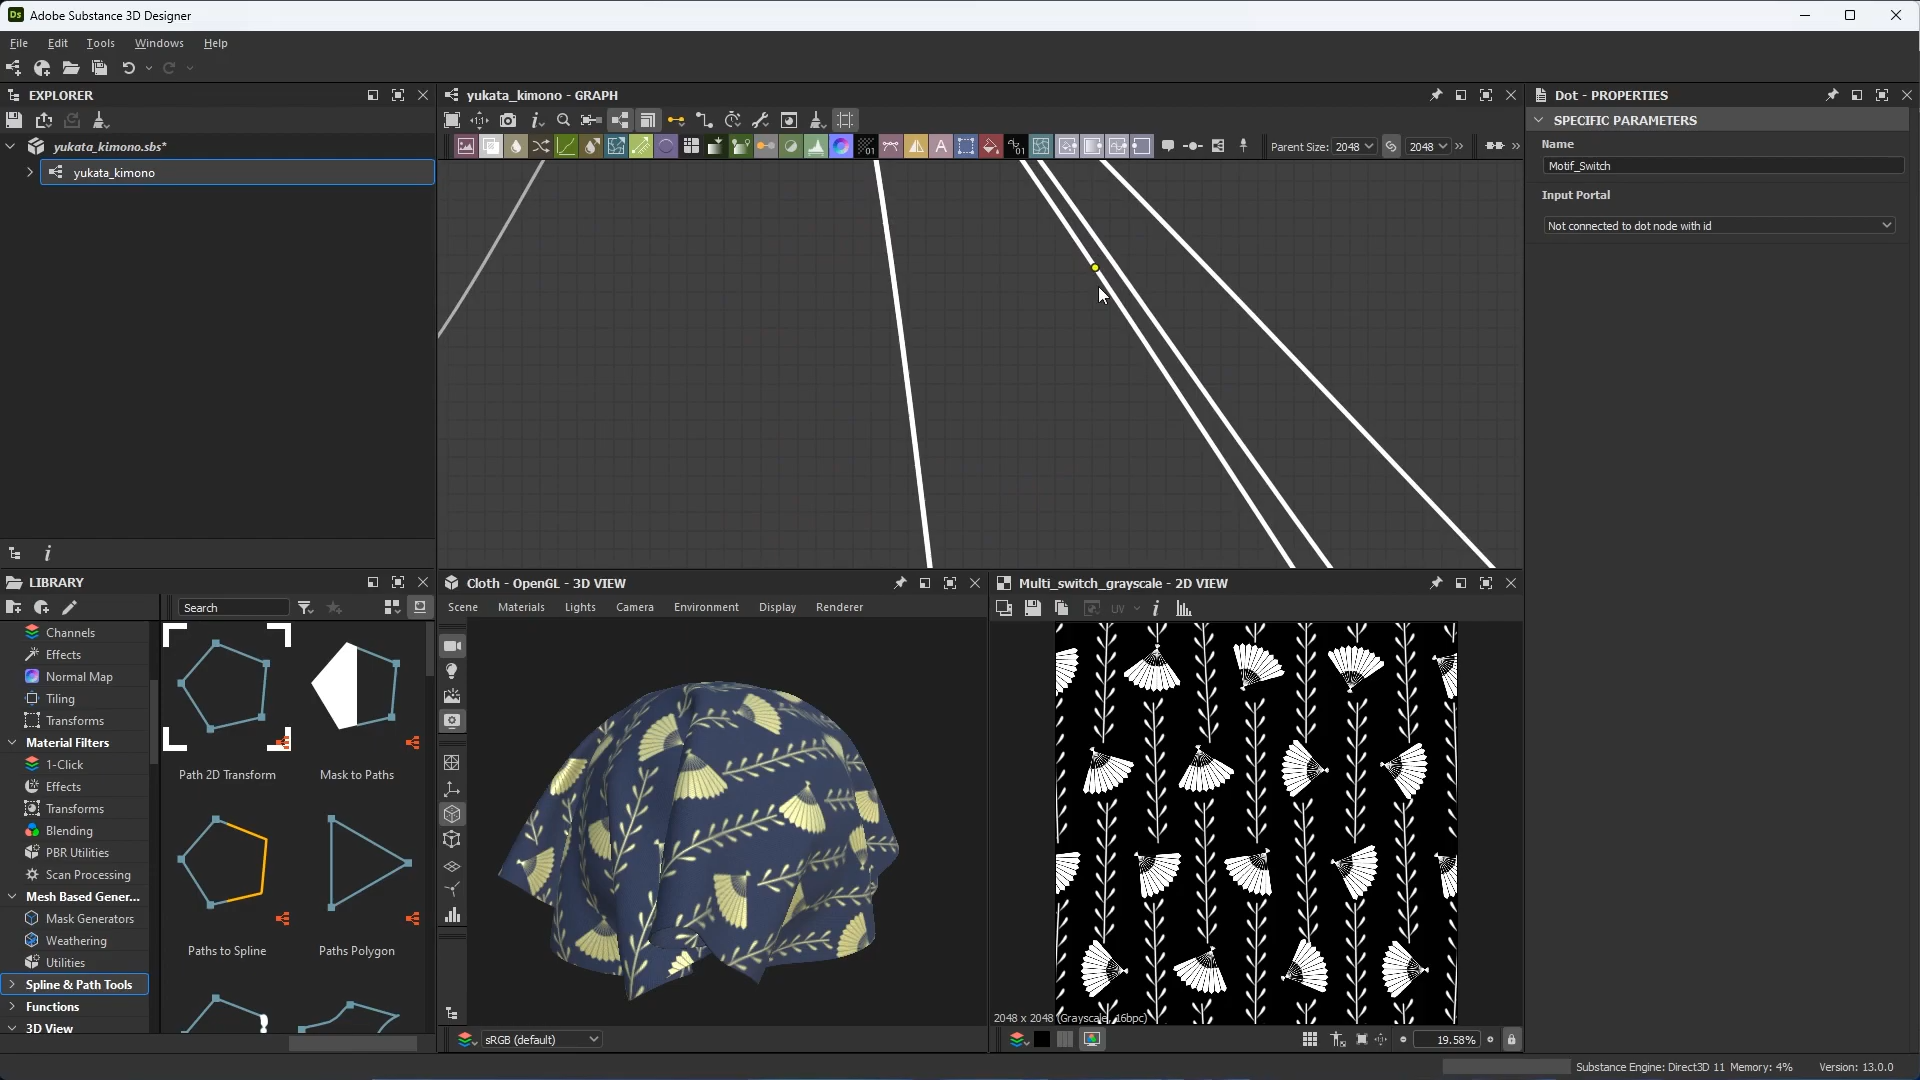 Ds Adobe Substance 3D Designer
File Edit Tools Windows Help
EXPLORER
yukata_kimono.sbs*
yukata_kimono
yukata_kimono - GRAPH
Parent Size: 2048 2048
Dot - PROPERTIES
SPECIFIC PARAMETERS
Name
Motif_Switch
Input Portal
Not connected to dot node with id
LIBRARY
Search
Channels
Effects
Normal Map
Tiling
Transforms
Material Filters
1-Click
Effects
Transforms
Blending
PBR Utilities
Scan Processing
Mesh Based Gener...
Mask Generators
Weathering
Utilities
Spline & Path Tools
Functions
3D View
Path 2D Transform
Mask to Paths
Paths to Spline
Paths Polygon
Cloth - OpenGL - 3D VIEW
Scene Materials Lights Camera Environment Display Renderer
sRGB (default)
Multi_switch_grayscale - 2D VIEW
UV
2048 x 2048 (Grayscale, 16bpc)
19.58%
Substance Engine: Direct3D 11 Memory: 4% Version: 13.0.0